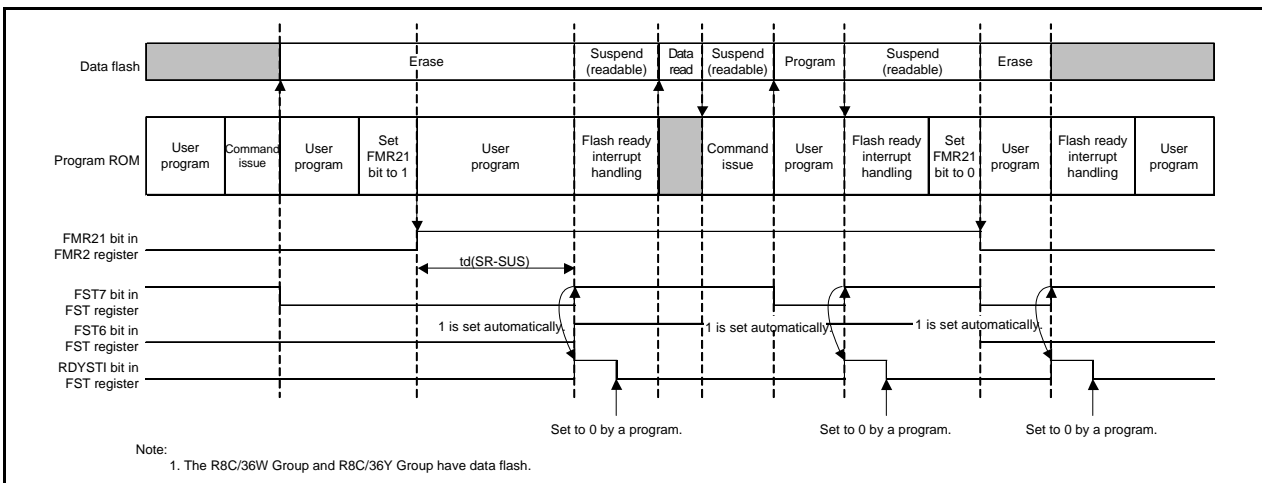 Data flash
Erase
Suspend
(readable)
Data
read
Suspend
(readable)
Program
Suspend
(readable)
Erase
Program ROM
User
program
Command
issue
User
program
Set
FMR21
bit to 1
User
program
Flash ready
interrupt
handling
Command
issue
User
program
Flash ready
interrupt
handling
Set
FMR21
bit to 0
User
program
Flash ready
interrupt
handling
User
program
FMR21 bit in
FMR2 register
td(SR-SUS)
FST7 bit in
FST register
FST6 bit in
FST register
1 is set automatically.
1 is set automatically.
1 is set automatically.
RDYSTI bit in
FST register
Set to 0 by a program.
Set to 0 by a program.
Set to 0 by a program.
Note:
1. The R8C/36W Group and R8C/36Y Group have data flash.